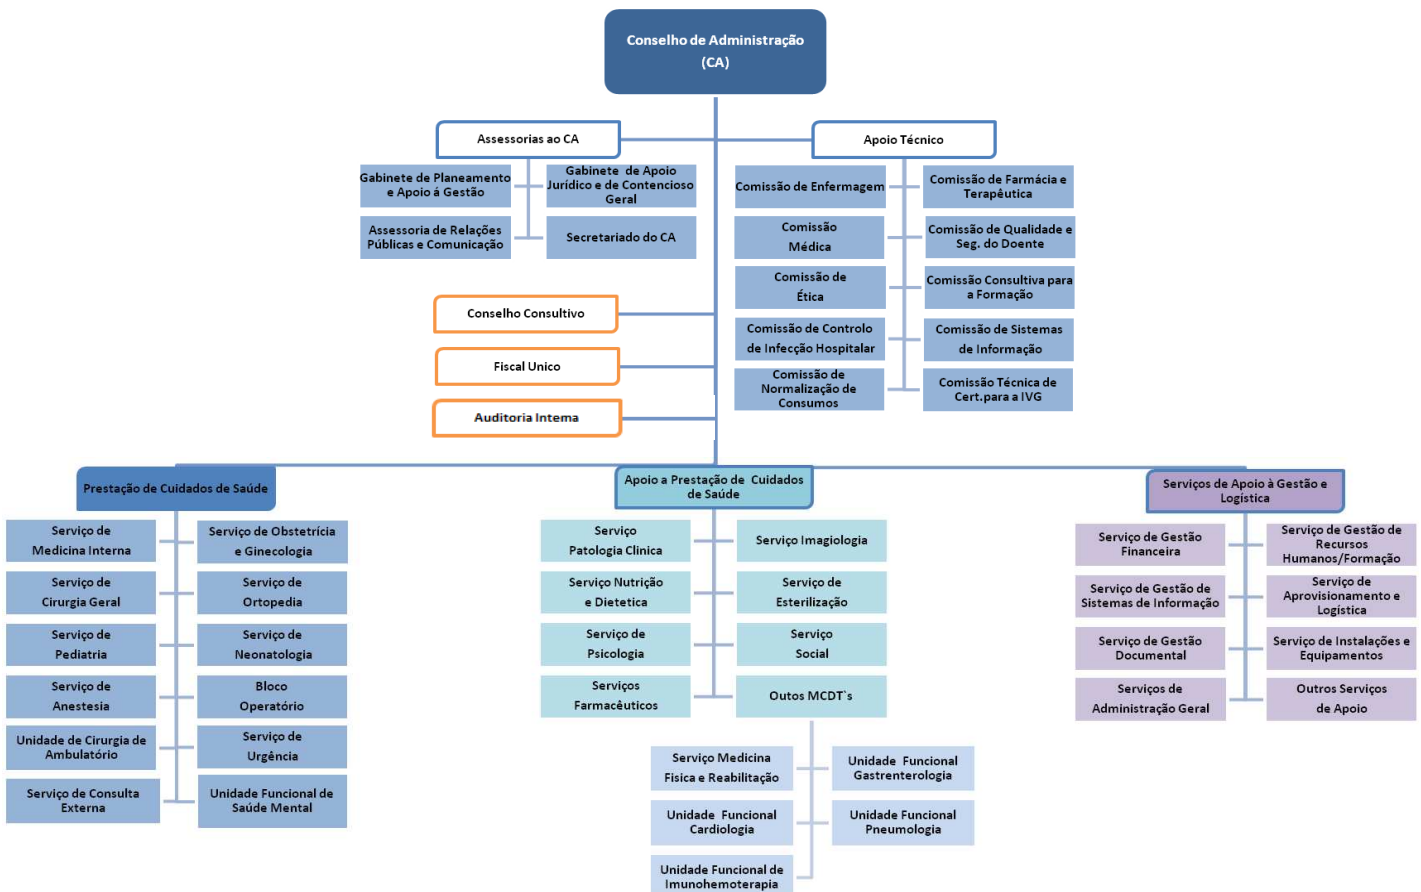 Conselho de Administração
(CA)
Assessorias ao CA
Gabinete de Planeamento
e Apoio á Gestão
Gabinete de Apoio
Jurídico e de Contencioso
Geral
Assessoria de Relações
Públicas e Comunicação
Secretariado do CA
Apoio Técnico
Comissão de Enfermagem
Comissão de Farmácia e
Terapêutica
Comissão
Médica
Comissão de Qualidade e
Seg. do Doente
Comissão de
Ética
Comissão Consultiva para
a Formação
Comissão de Controlo
de Infecção Hospitalar
Comissão de Sistemas
de Informação
Comissão de
Normalização de
Consumos
Comissão Técnica de
Cert.para a IVG
Conselho Consultivo
Fiscal Unico
Auditoria Interna
Prestação de Cuidados de Saúde
Serviço de
Medicina Interna
Serviço de Obstetrícia
e Ginecologia
Serviço de
Cirurgia Geral
Serviço de
Ortopedia
Serviço de
Pediatria
Serviço de
Neonatologia
Serviço de
Anestesia
Bloco
Operatório
Unidade de Cirurgia de
Ambulatório
Serviço de
Urgência
Serviço de Consulta
Externa
Unidade Funcional de
Saúde Mental
Apoio a Prestação de Cuidados
de Saúde
Serviço
Patologia Clinica
Serviço Imagiologia
Serviço Nutrição
e Dietetica
Serviço de
Esterilização
Serviço de
Psicologia
Serviço
Social
Serviços
Farmacêuticos
Outos MCDT`s
Serviço Medicina
Fisica e Reabilitação
Unidade Funcional
Gastrenterologia
Unidade Funcional
Cardiologia
Unidade Funcional
Pneumologia
Unidade Funcional de
Imunohemoterapia
Serviços de Apoio à Gestão e
Logística
Serviço de Gestão
Financeira
Serviço de Gestão de
Recursos
Humanos/Formação
Serviço de Gestão de
Sistemas de Informação
Serviço de
Aprovisionamento e
Logística
Serviço de Gestão
Documental
Serviço de Instalações e
Equipamentos
Serviços de
Administração Geral
Outros Serviços
de Apoio